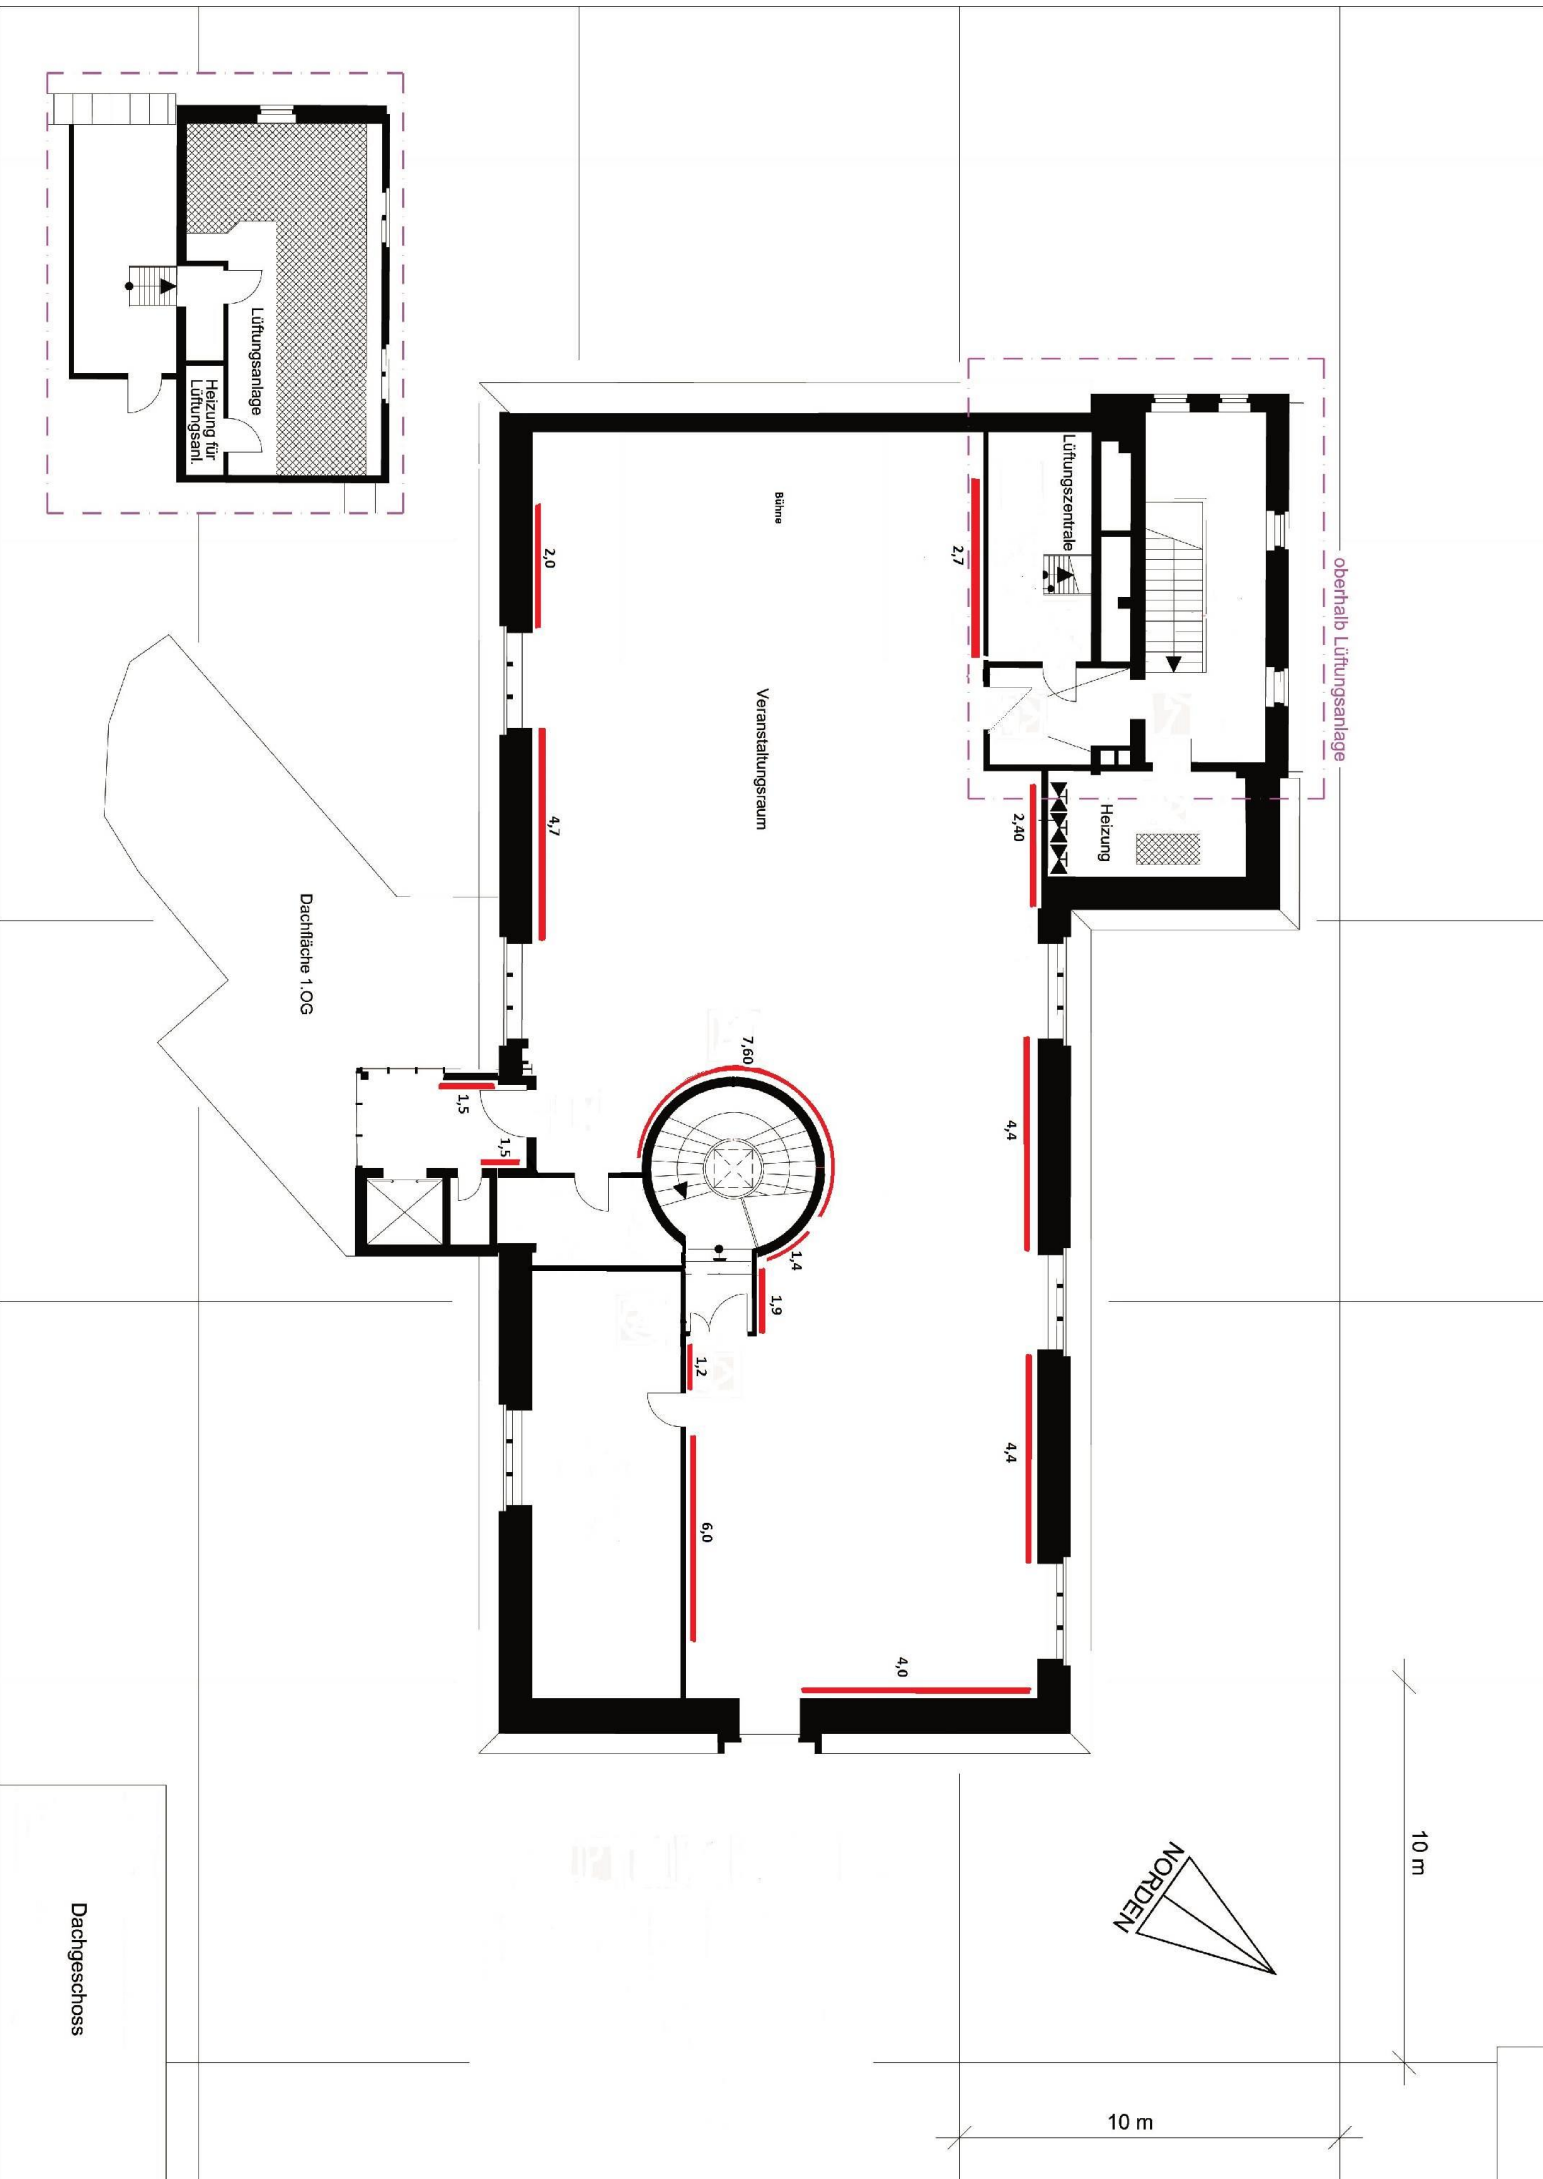 Lüftungsanlage
Heizung für
Lüftungsanl.
Lüftungszentrale
Bühne
2,0
2,7
oberhalb Lüftungsanlage
Veranstaltungsraum
4,7
2,40
Heizung
Dachfläche 1.OG
7,60
1,5
1,5
4,4
1,4
1,9
1,2
4,4
6,0
4,0
10 m
NORDEN
Dachgeschoss
10 m